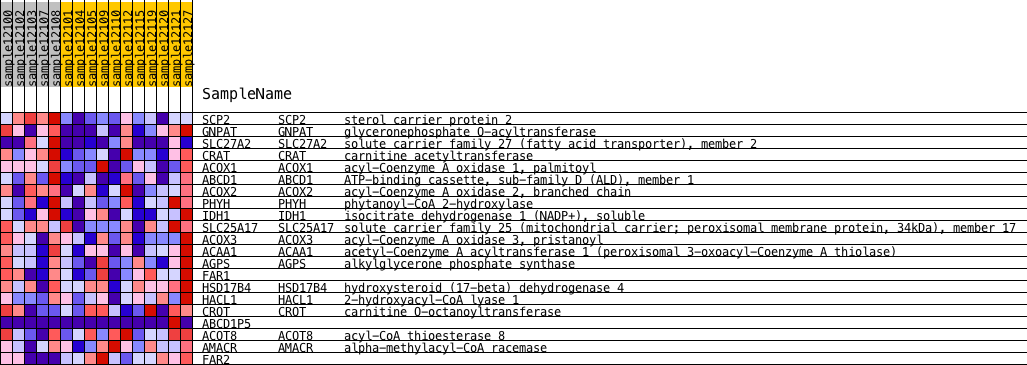 sample12100
sample12102
sample12103
sample12107
sample12108
sample12101
sample12104
sample12105
sample12109
sample12110
sample12112
sample12115
sample12119
sample12120
sample12121
sample12127
SampleName
SCP2 SCP2 sterol carrier protein 2
GNPAT GNPAT glyceronephosphate O-acyltransferase
SLC27A2 SLC27A2 solute carrier family 27 (fatty acid transporter), member 2
CRAT CRAT carnitine acetyltransferase
ACOX1 ACOX1 acyl-Coenzyme A oxidase 1, palmitoyl
ABCD1 ABCD1 ATP-binding cassette, sub-family D (ALD), member 1
ACOX2 ACOX2 acyl-Coenzyme A oxidase 2, branched chain
PHYH PHYH phytanoyl-CoA 2-hydroxylase
IDH1 IDH1 isocitrate dehydrogenase 1 (NADP+), soluble
SLC25A17 SLC25A17 solute carrier family 25 (mitochondrial carrier; peroxisomal membrane protein, 34kDa), member 17
ACOX3 ACOX3 acyl-Coenzyme A oxidase 3, pristanoyl
ACAA1 ACAA1 acetyl-Coenzyme A acyltransferase 1 (peroxisomal 3-oxoacyl-Coenzyme A thiolase)
AGPS AGPS alkylglycerone phosphate synthase
FAR1
HSD17B4 HSD17B4 hydroxysteroid (17-beta) dehydrogenase 4
HACL1 HACL1 2-hydroxyacyl-CoA lyase 1
CROT CROT carnitine O-octanoyltransferase
ABCD1P5
ACOT8 ACOT8 acyl-CoA thioesterase 8
AMACR AMACR alpha-methylacyl-CoA racemase
FAR2